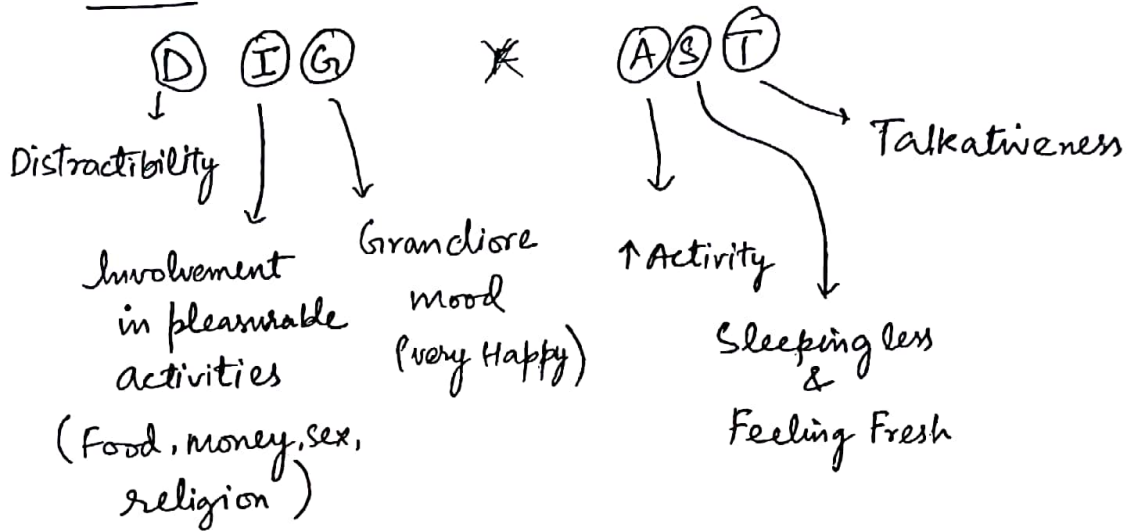 D I G A S T
Distractibility
Talkativeness
Involvement
in pleasurable
activities
(Food, money, sex,
religion)
Grandiore
mood
(very Happy)
↑ Activity
Sleeping less
&
Feeling Fresh